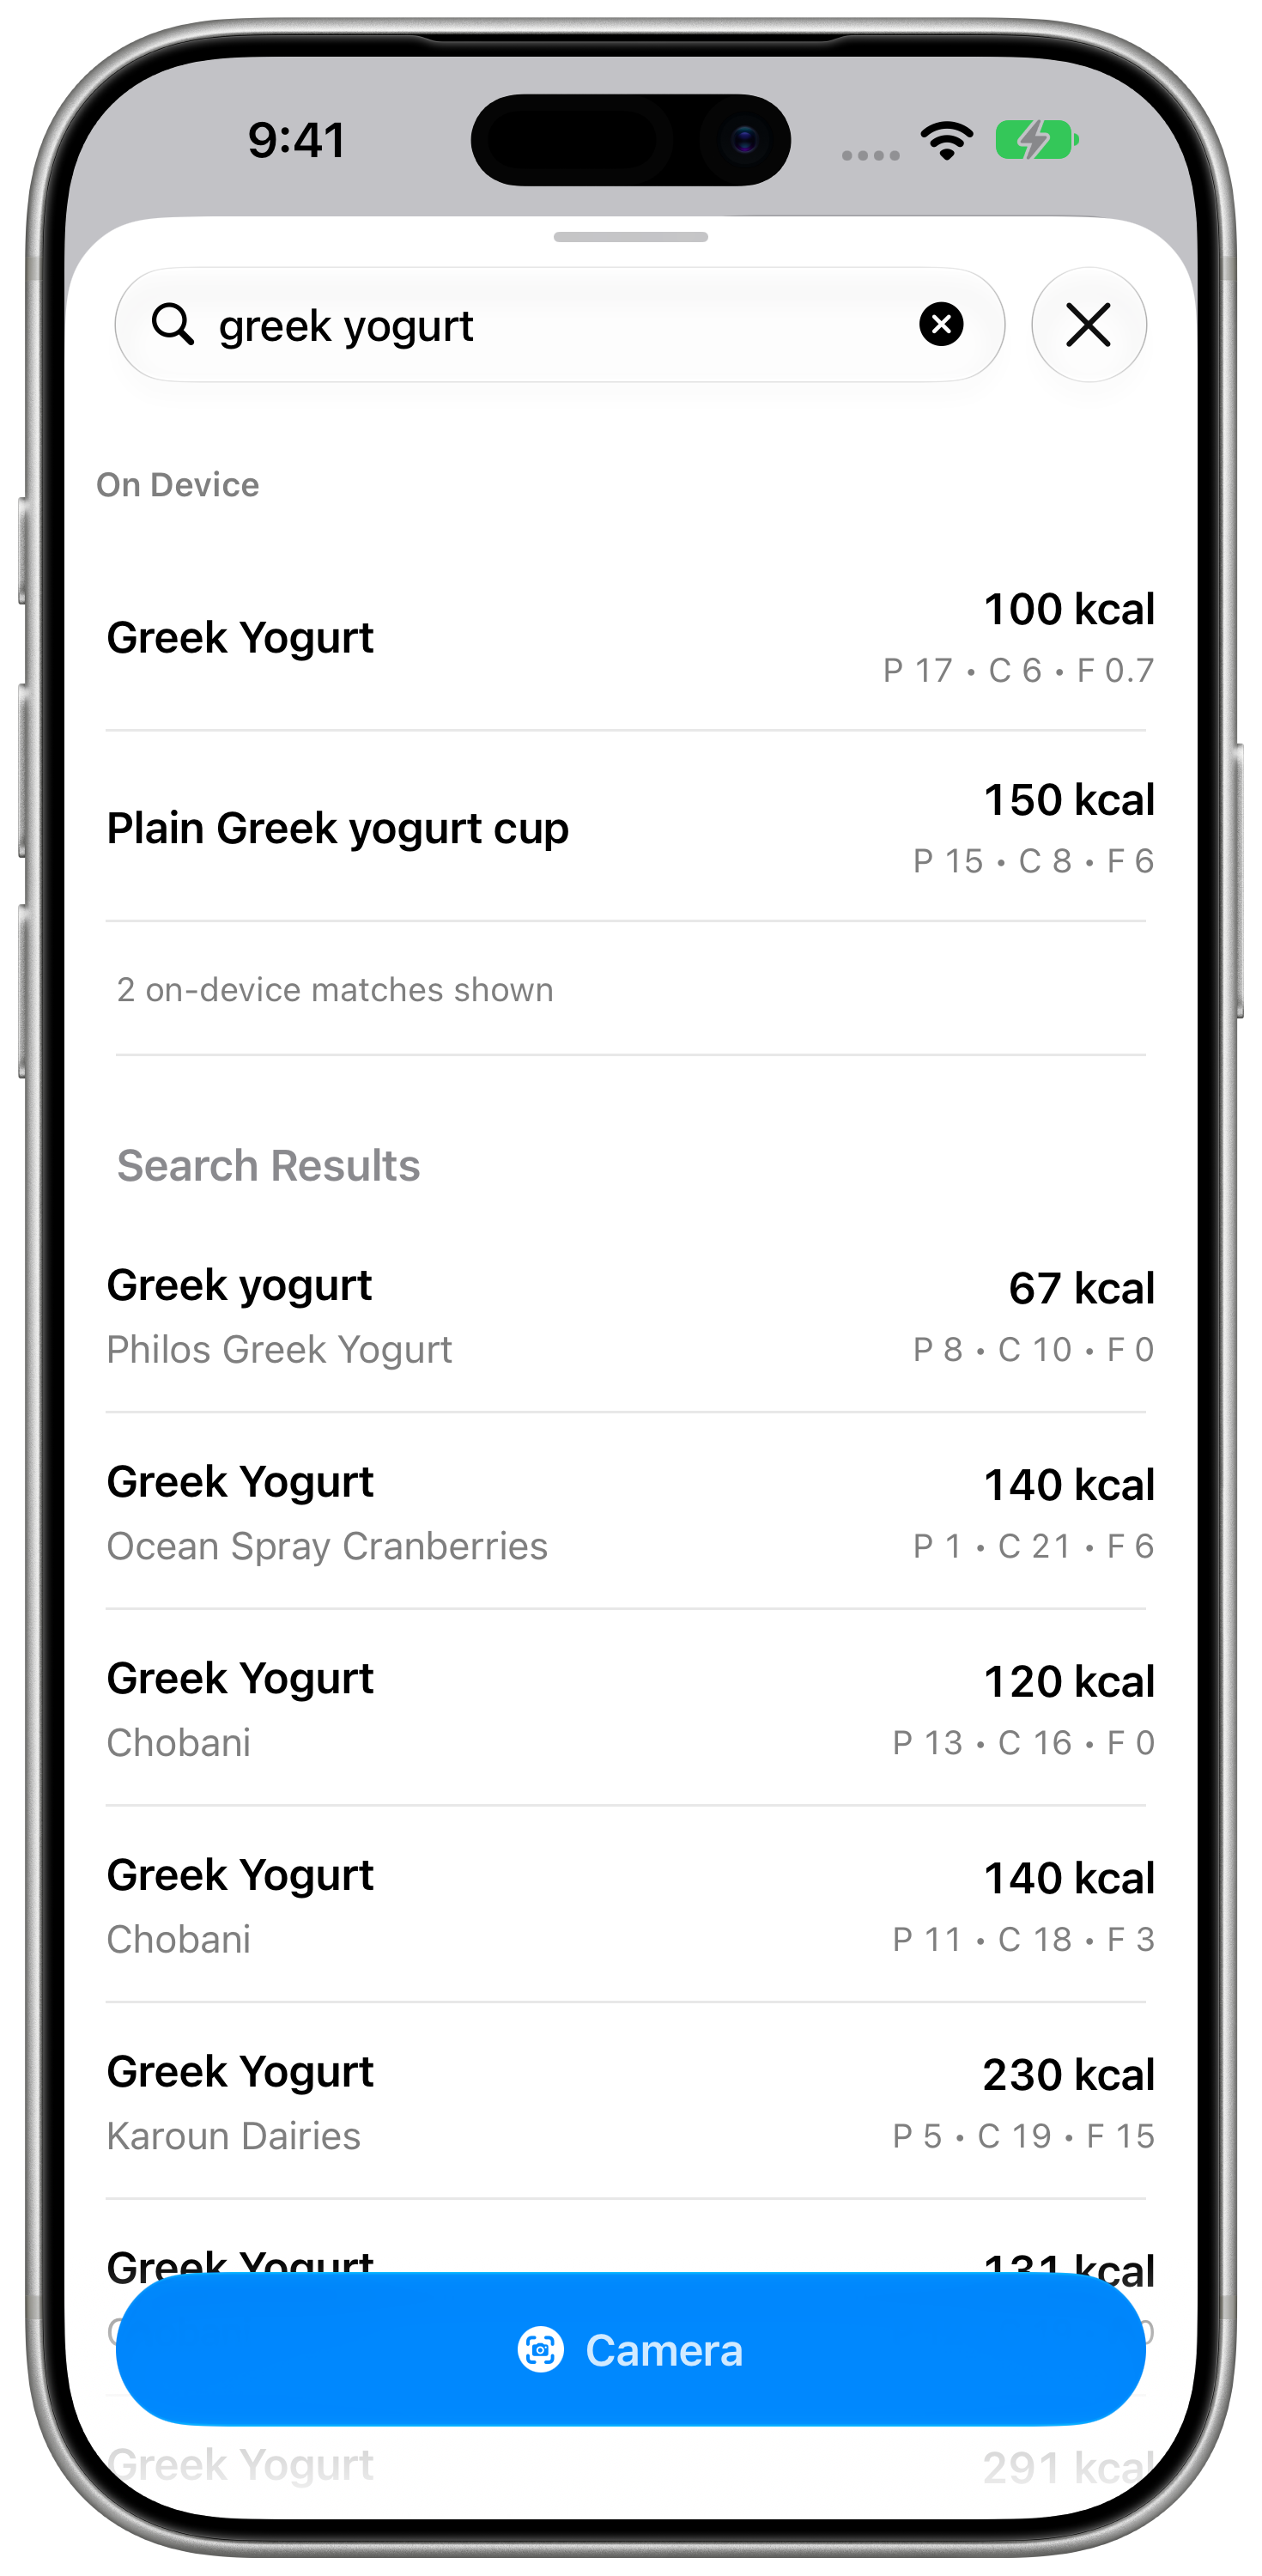 9:41
greek yogurt
On Device
Greek Yogurt
100 kcal
P 17 • C 6 • F 0.7
Plain Greek yogurt cup
150 kcal
P 15 • C 8 • F 6
2 on-device matches shown
Search Results
Greek yogurt
67 kcal
Philos Greek Yogurt
P 8 • C 10 • F 0
Greek Yogurt
140 kcal
Ocean Spray Cranberries
P 1 • C 21 • F 6
Greek Yogurt
120 kcal
Chobani
P 13 • C 16 • F 0
Greek Yogurt
140 kcal
Chobani
P 11 • C 18 • F 3
Greek Yogurt
230 kcal
Karoun Dairies
P 5 • C 19 • F 15
Greek Yogurt
131 kcal
Camera
Greek Yogurt
291 kcal